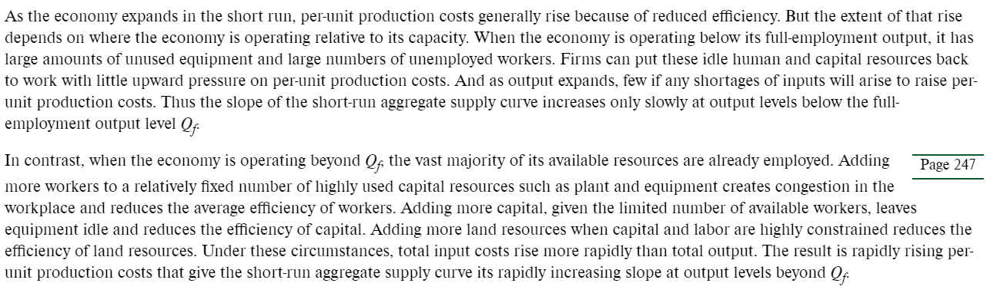 As the economy expands in the short run, per-unit production costs generally rise because of reduced efficiency. But the extent of that rise
depends on where the economy is operating relative to its capacity. When the economy is operating below its full-employment output, it has
large amounts of unused equipment and large numbers of unemployed workers. Firms can put these idle human and capital resources back
to work with little upward pressure on per-unit production costs. And as output expands, few if any shortages of inputs will arise to raise per-
unit production costs. Thus the slope of the short-run aggregate supply curve increases only slowly at output levels below the full-
employment output level Qf.
In contrast, when the economy is operating beyond Qf, the vast majority of its available resources are already employed. Adding
Page 247
more workers to a relatively fixed number of highly used capital resources such as plant and equipment creates congestion in the
workplace and reduces the average efficiency of workers. Adding more capital, given the limited number of available workers, leaves
equipment idle and reduces the efficiency of capital. Adding more land resources when capital and labor are highly constrained reduces the
efficiency of land resources. Under these circumstances, total input costs rise more rapidly than total output. The result is rapidly rising per-
unit production costs that give the short-run aggregate supply curve its rapidly increasing slope at output levels beyond Qf.